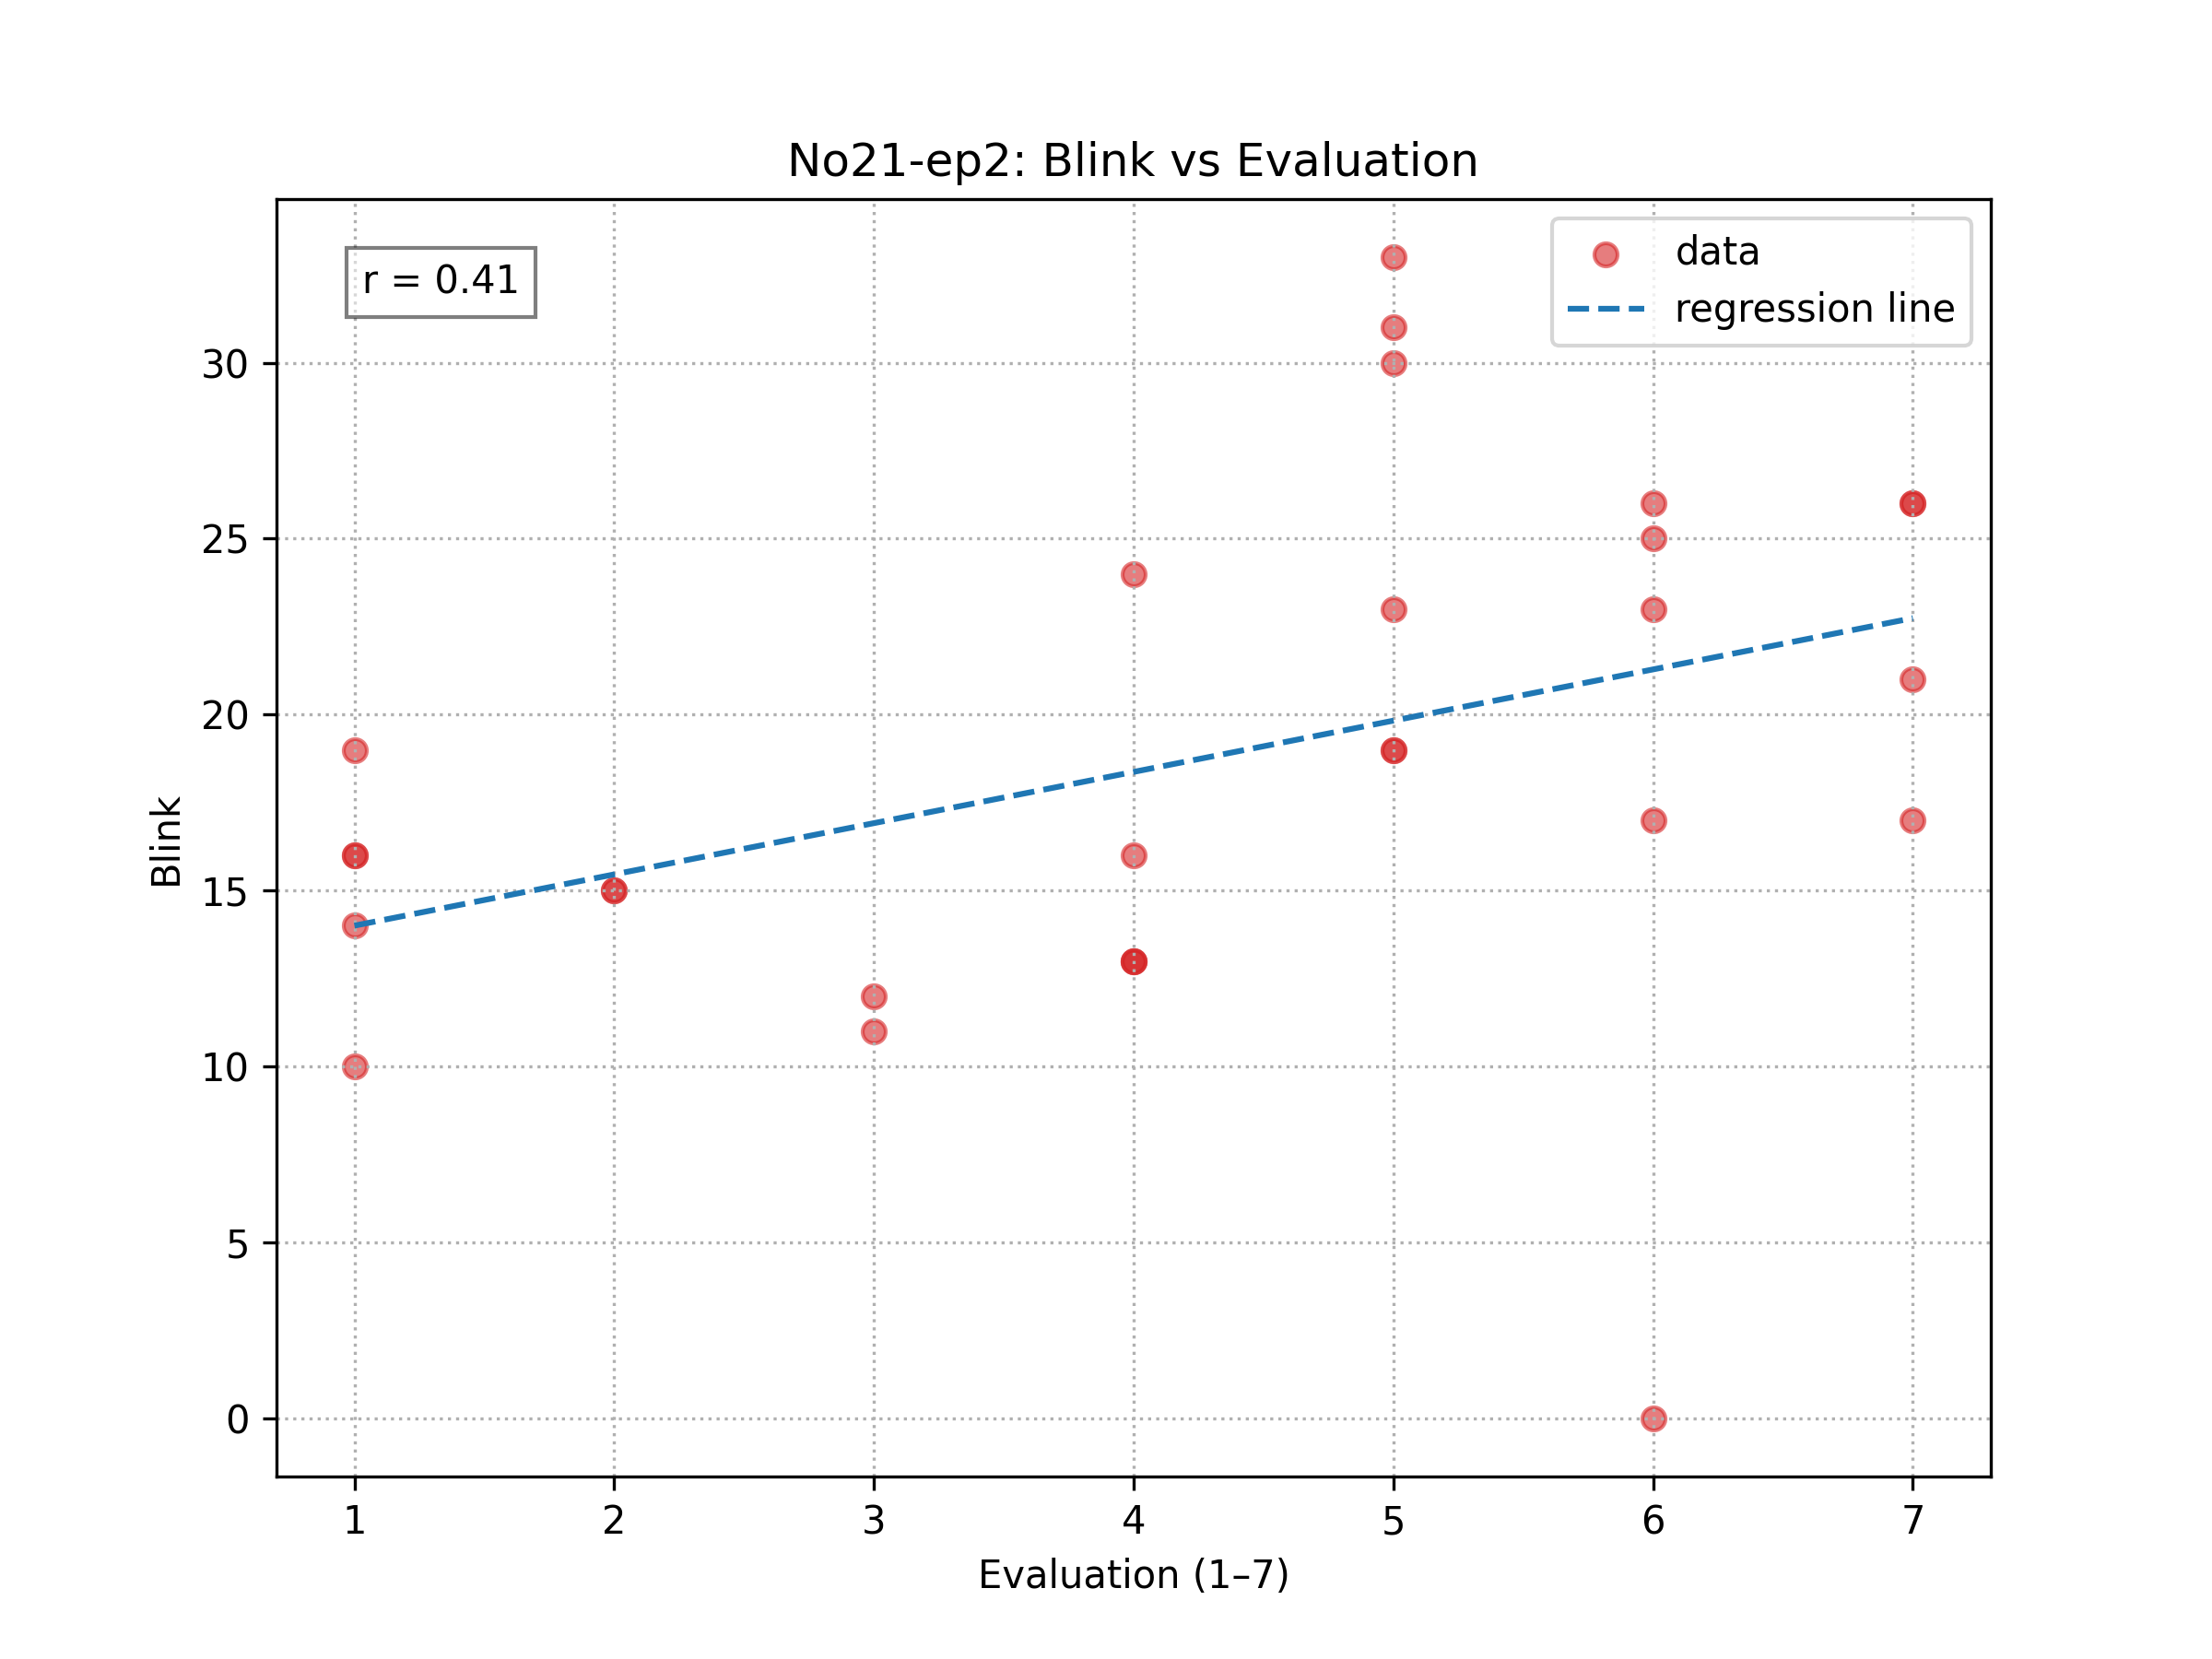 No21-ep2: Blink vs Evaluation
r = 0.41
data
regression line
30
25
20
15
10
5
0
Blink
1 2 3 4 5 6 7
Evaluation (1–7)